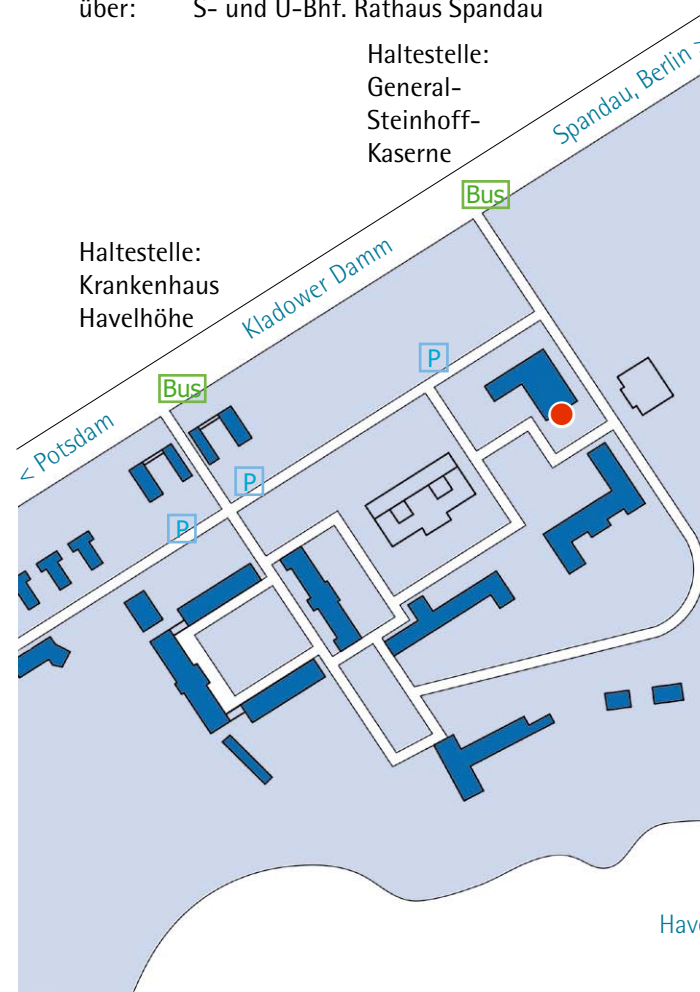 über: S- und U-Bhf. Rathaus Spandau
Haltestelle:
General-
Steinhoff-
Kaserne
Spandau, Berlin >
Bus
Haltestelle:
Krankenhaus
Havelhöhe
Kladower Damm
P
Bus
< Potsdam
P
P